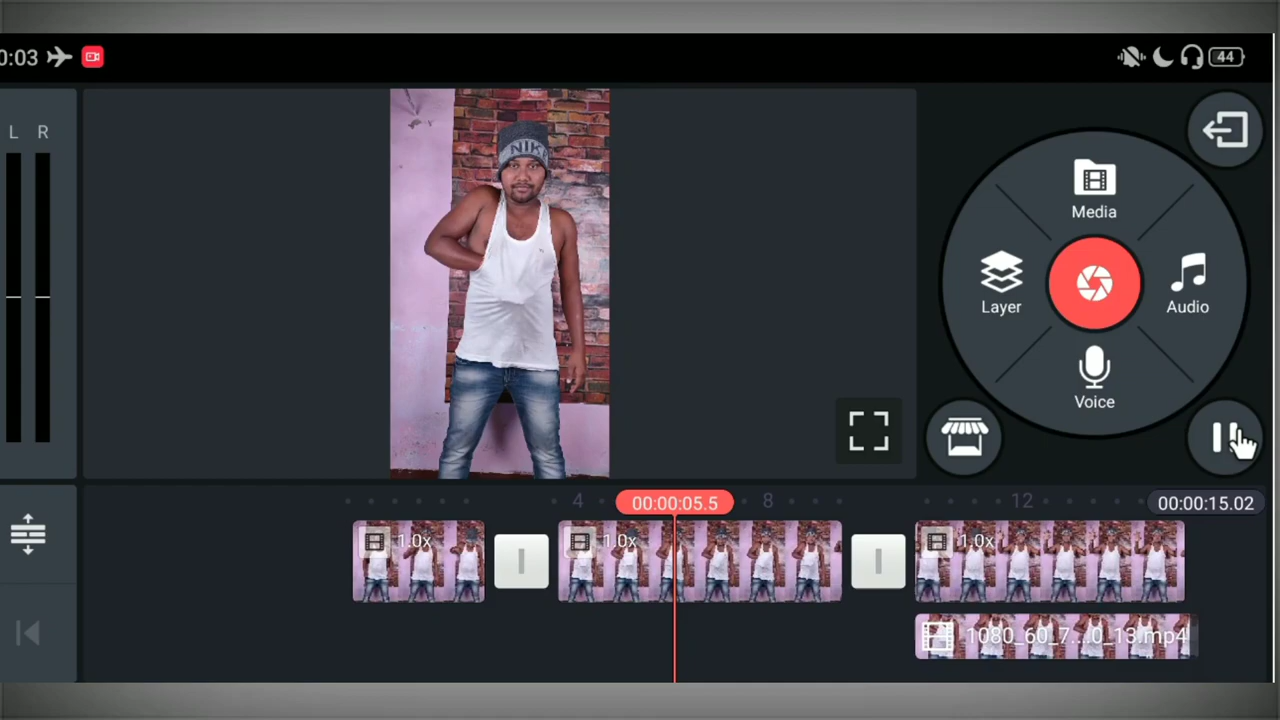 0:03
44
L R
NIKE
Media
Layer
Audio
Voice
4
00:00:05.5
8
12
00:00:15.02
1.0x
1.0x
1.0x
1080_60_7....0_13.mp4